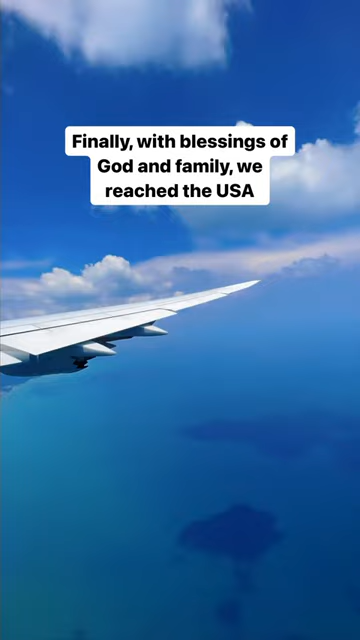 Finally, with blessings of
God and family, we
reached the USA